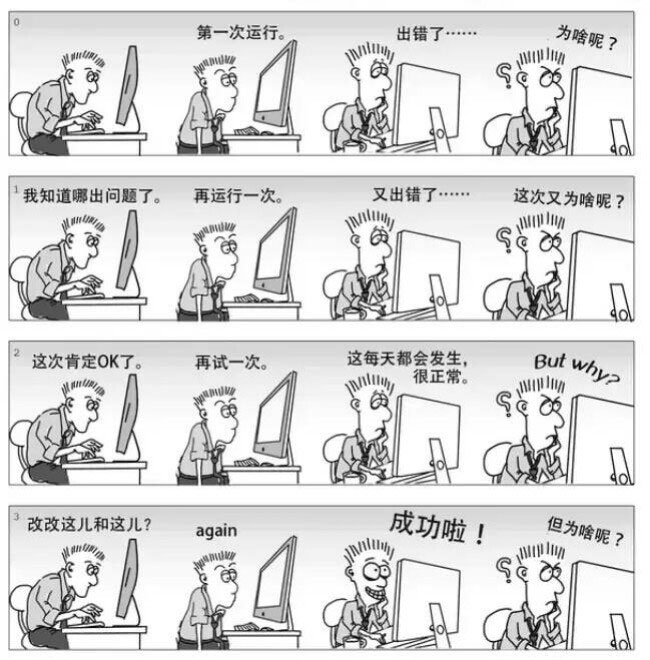 0
第一次运行。
出错了……
为啥呢？
1
我知道哪出问题了。
再运行一次。
又出错了……
这次又为啥呢？
2
这次肯定OK了。
再试一次。
这每天都会发生，
很正常。
But why?
3
改改这儿和这儿?
again
成功啦！
但为啥呢？